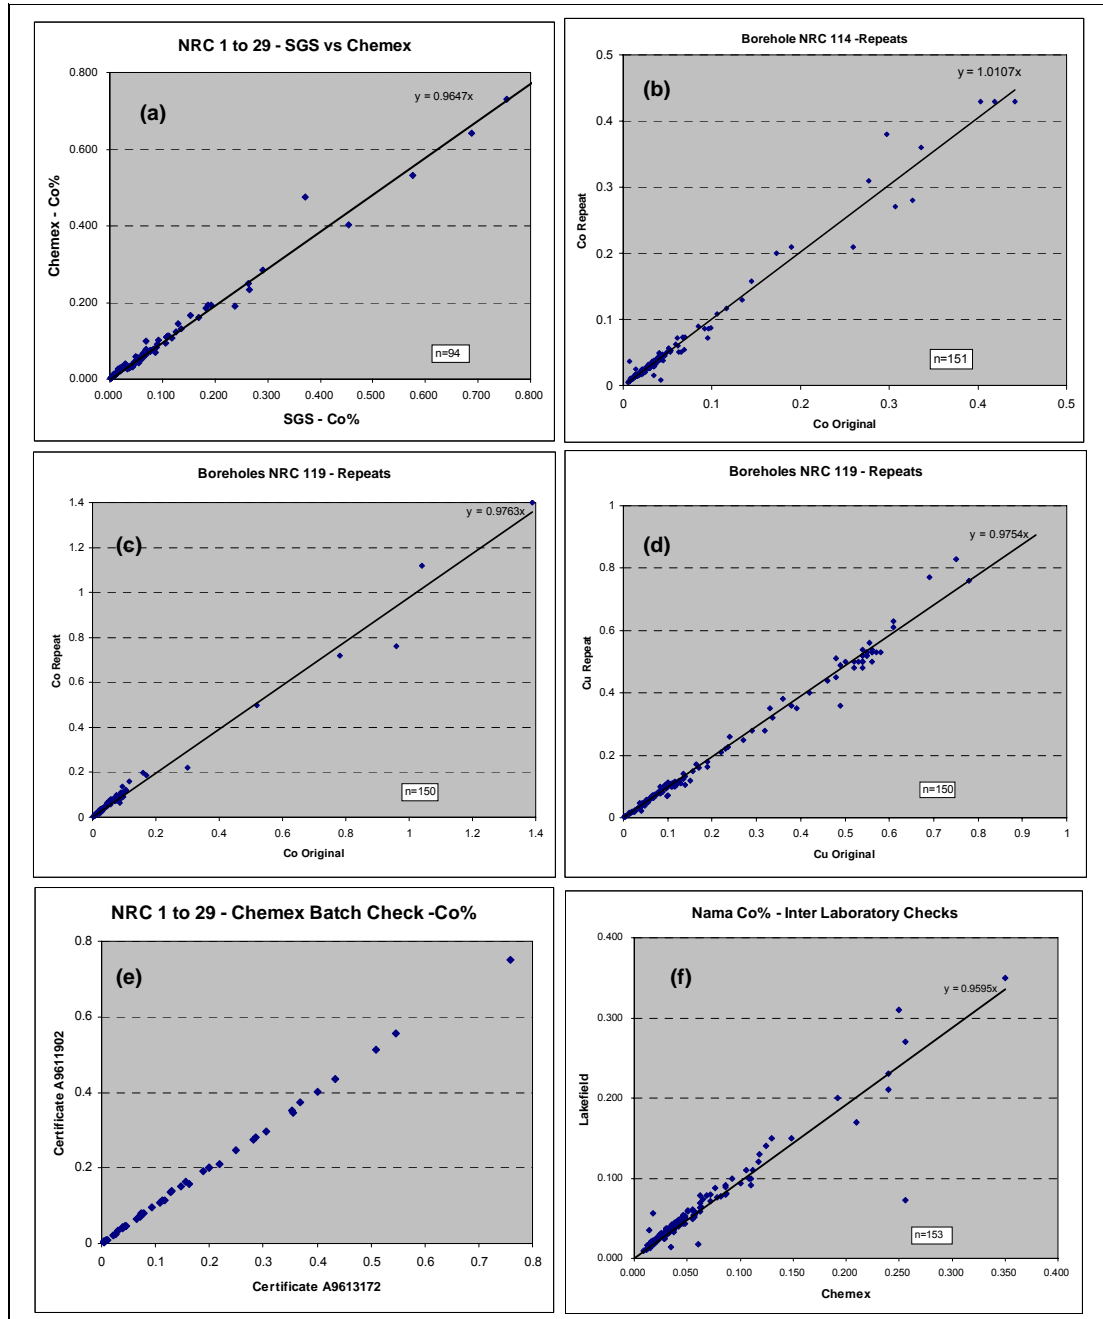 NRC 1 to 29 - SGS vs Chemex
(a)
y = 0.9647x
n=94
Chemex - Co%
0.800
0.600
0.400
0.200
0.000
0.000 0.100 0.200 0.300 0.400 0.500 0.600 0.700 0.800
SGS - Co%
Borehole NRC 114 -Repeats
(b)
y = 1.0107x
n=151
Co Repeat
0.5
0.4
0.3
0.2
0.1
0
0 0.1 0.2 0.3 0.4 0.5
Co Original
Boreholes NRC 119 - Repeats
(c)
y = 0.9763x
n=150
Co Repeat
1.4
1.2
1
0.8
0.6
0.4
0.2
0
0 0.2 0.4 0.6 0.8 1 1.2 1.4
Co Original
Boreholes NRC 119 - Repeats
(d)
y = 0.9754x
n=150
Cu Repeat
1
0.8
0.6
0.4
0.2
0
0 0.1 0.2 0.3 0.4 0.5 0.6 0.7 0.8 0.9 1
Cu Original
NRC 1 to 29 - Chemex Batch Check -Co%
(e)
Certificate A9611902
0.8
0.6
0.4
0.2
0
0 0.1 0.2 0.3 0.4 0.5 0.6 0.7 0.8
Certificate A9613172
Nama Co% - Inter Laboratory Checks
(f)
y = 0.9595x
n=153
Lakefield
0.400
0.300
0.200
0.100
0.000
0.000 0.050 0.100 0.150 0.200 0.250 0.300 0.350 0.400
Chemex